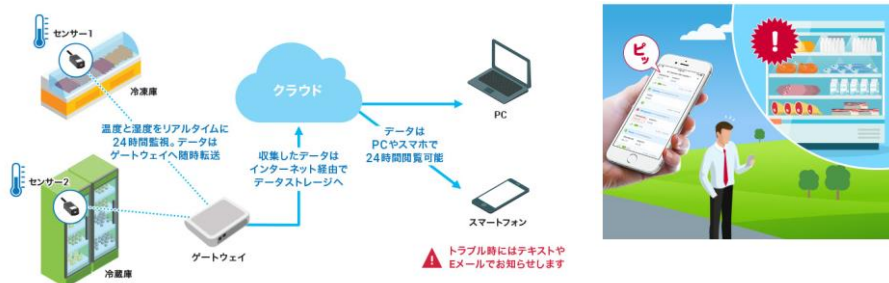 センサー1
冷凍庫
温度と湿度をリアルタイムに
24時間監視。データは
ゲートウェイへ随時転送
センサー2
冷蔵庫
ゲートウェイ
クラウド
収集したデータは
インターネット経由で
データストレージへ
データは
PCやスマホで
24時間閲覧可能
PC
スマートフォン
トラブル時にはテキストや
Eメールでお知らせします
ピッ
!